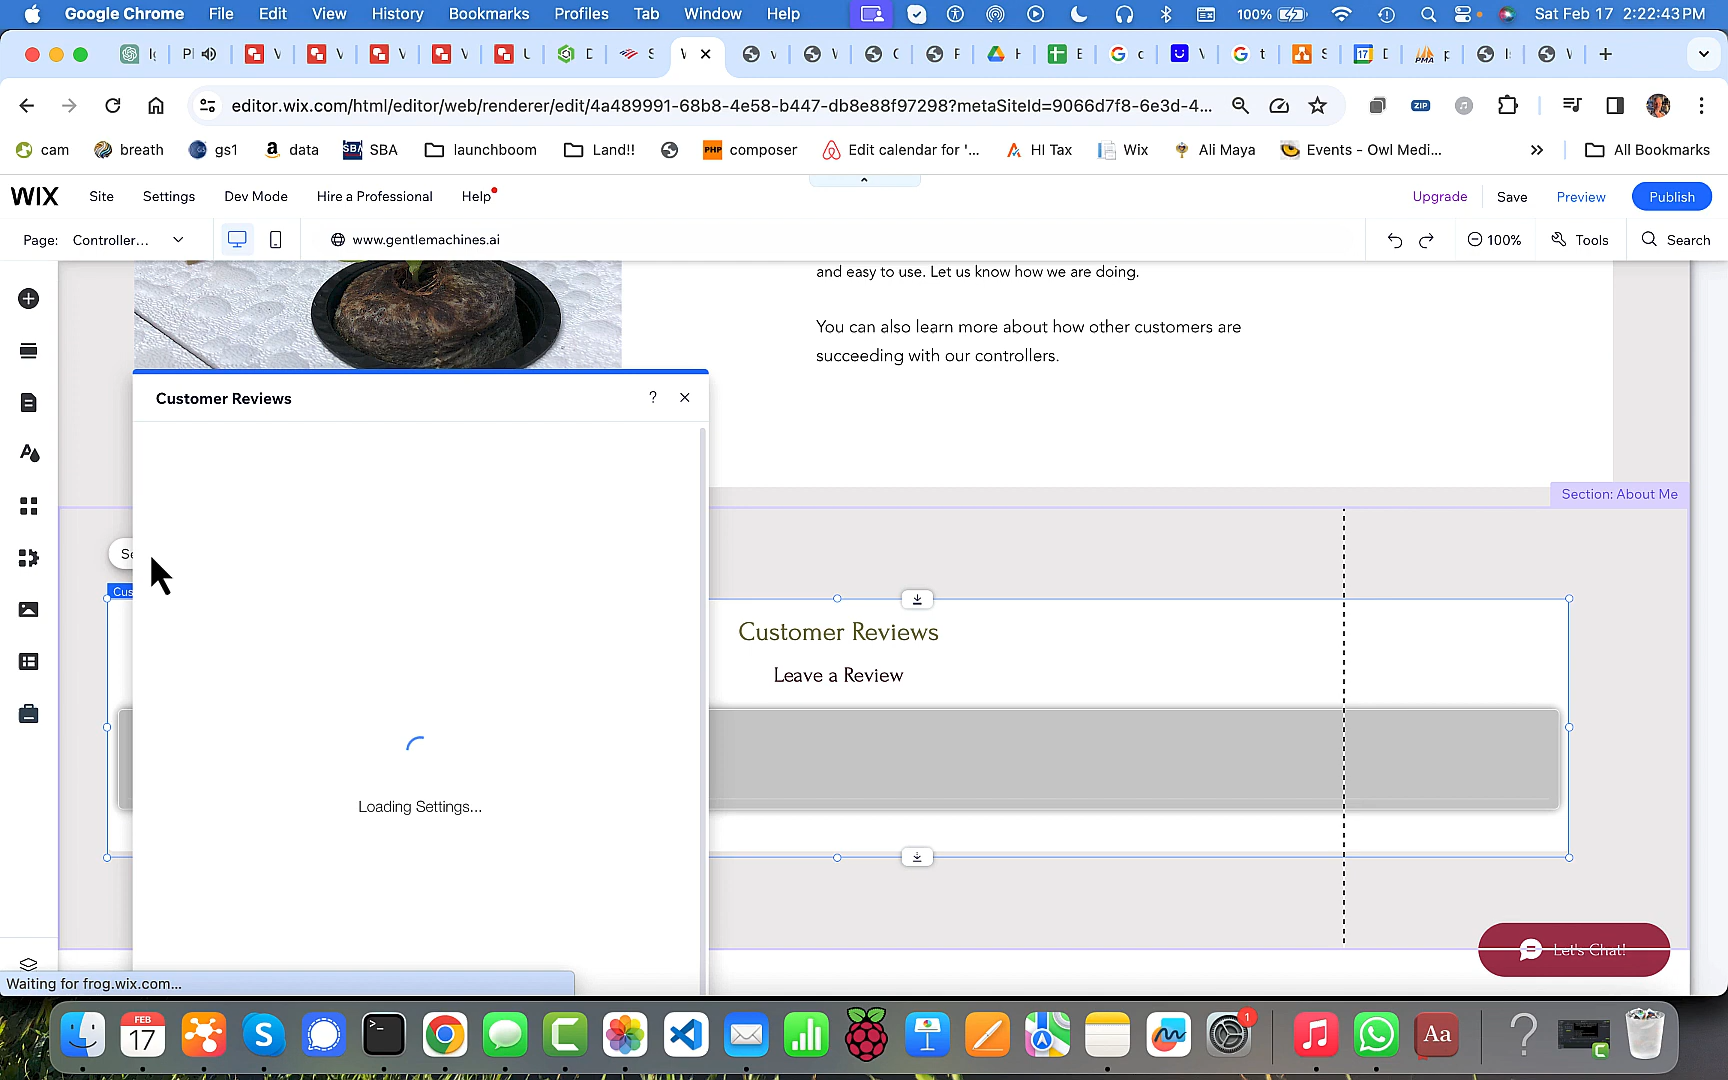 Google Chrome File Edit View History Bookmarks Profiles Tab Window Help 100% Sat Feb 17 2:22:43 PM
editor.wix.com/html/editor/web/renderer/edit/4a489991-68b8-4e58-b447-db8e88f97298?metaSiteId=9066d7f8-6e3d-4...
ZIP
cam breath gs1 data SBA launchboom Land!! composer Edit calendar for '... HI Tax Wix Ali Maya Events - Owl Medi... » All Bookmarks
WIX Site Settings Dev Mode Hire a Professional Help Upgrade Save Preview Publish
Page: Controller... www.gentlemachines.ai 100% Tools Search
and easy to use. Let us know how we are doing.
You can also learn more about how other customers are
succeeding with our controllers.
Customer Reviews ?
Section: About Me
Se
Cus
Customer Reviews
Leave a Review
Loading Settings...
Let's Chat!
Waiting for frog.wix.com...
FEB
17
1
Aa